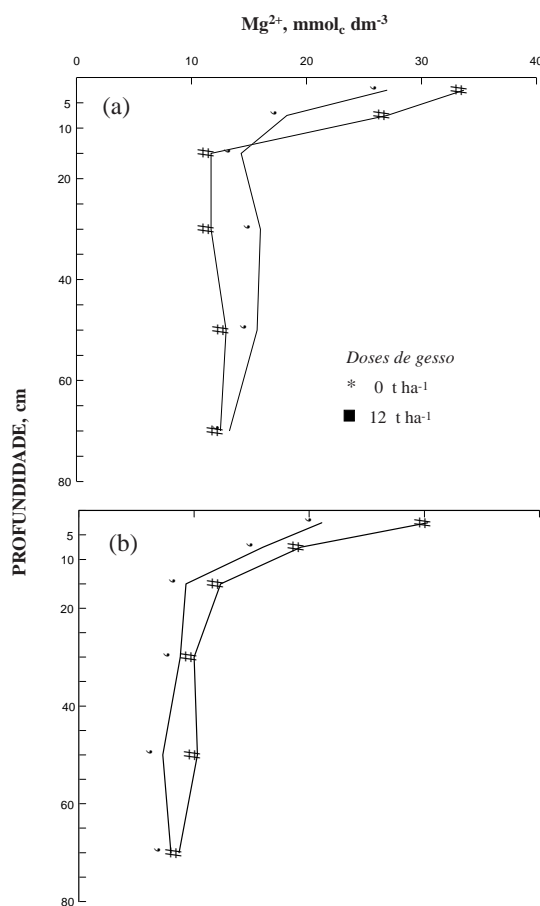 Mg²⁺, mmol_c dm⁻³
0 10 20 30 40
(a)
5
10
20
40
60
80
Doses de gesso
* 0 t ha⁻¹
■ 12 t ha⁻¹
PROFUNDIDADE, cm
(b)
5
10
20
40
60
80